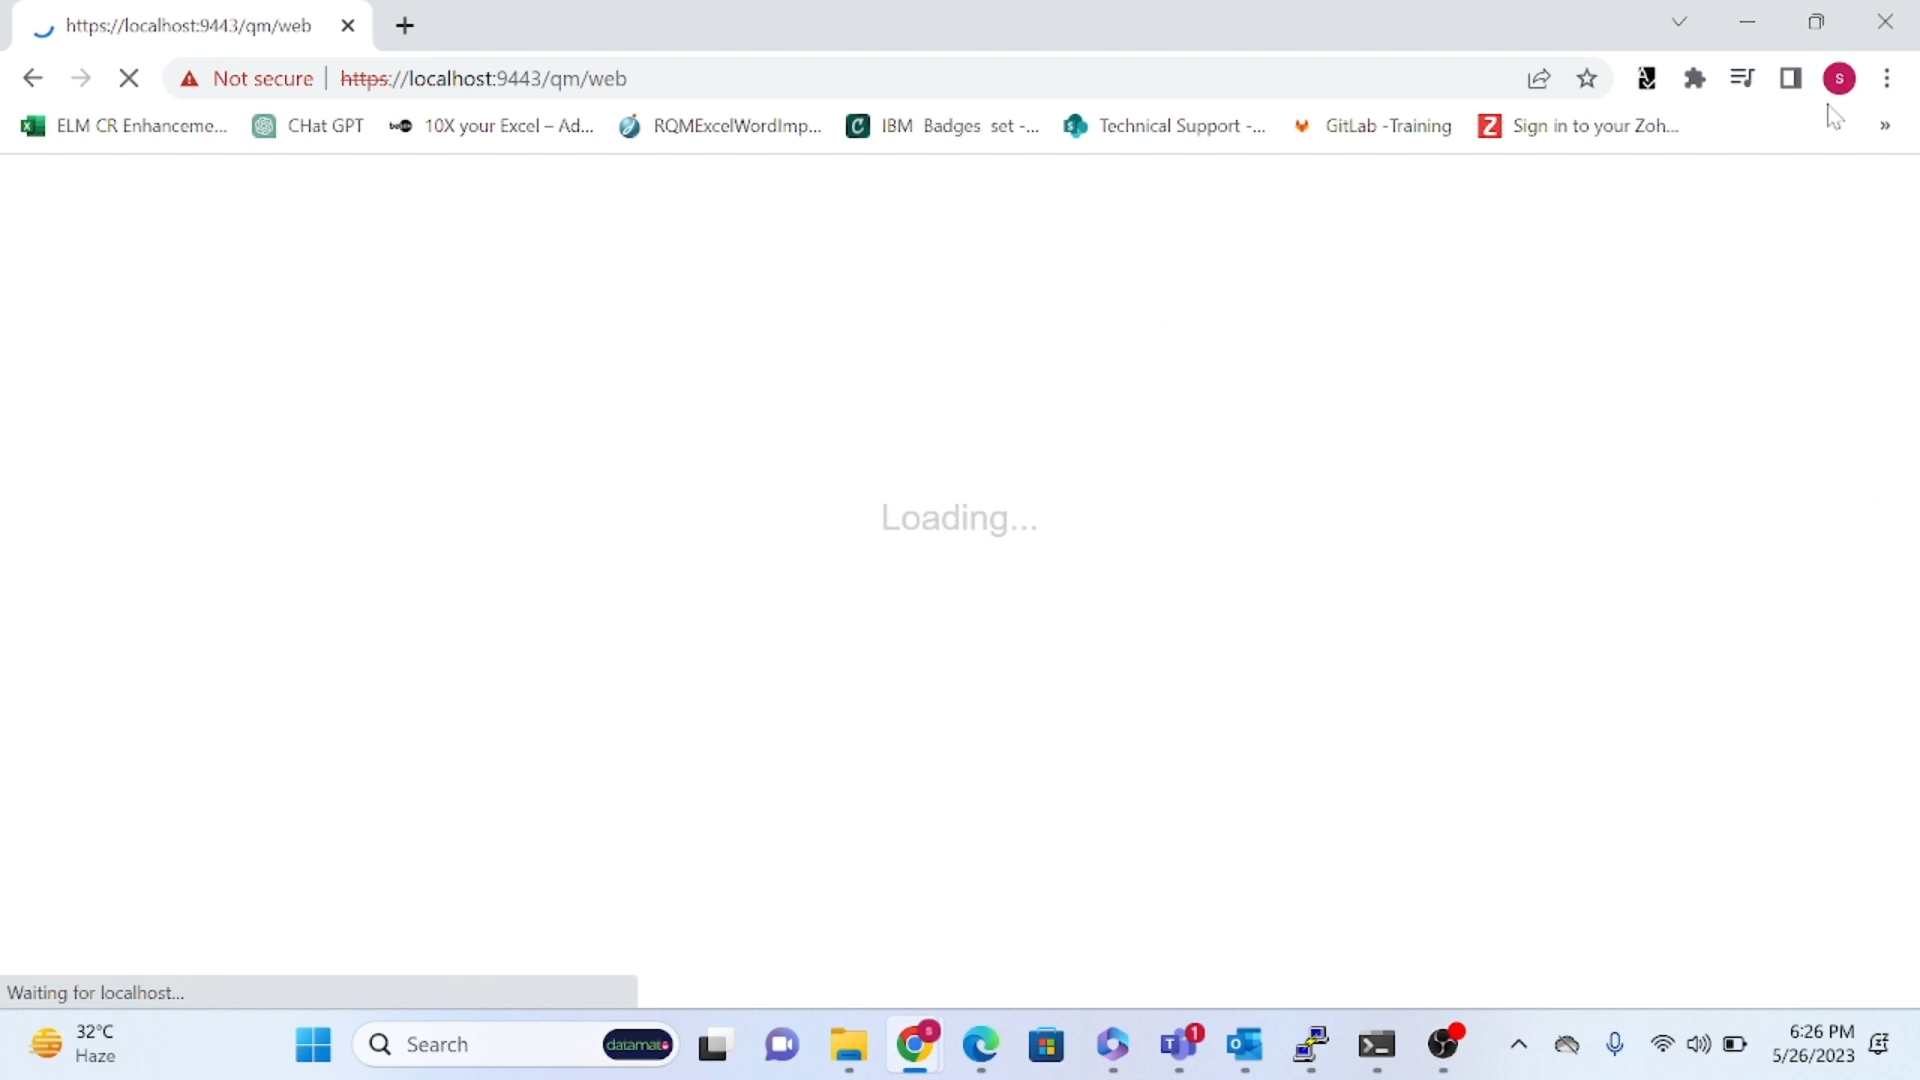 https://localhost:9443/qm/web
Not secure | https://localhost:9443/qm/web
S
ELM CR Enhanceme... CHat GPT 10X your Excel – Ad... RQMExcelWordImp... IBM Badges set -... Technical Support -... GitLab -Training Sign in to your Zoh... »
Loading...
Waiting for localhost...
32°C
Haze
Search
S
1
6:26 PM
5/26/2023